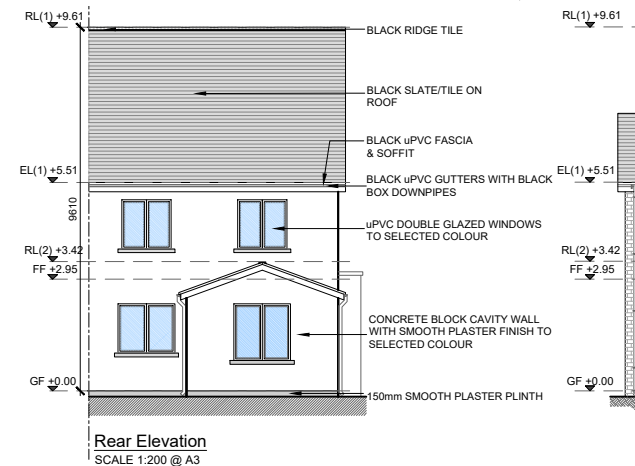 RL(1) +9.61
RL(1) +9.61
BLACK RIDGE TILE
BLACK SLATE/TILE ON
ROOF
BLACK uPVC FASCIA
& SOFFIT
EL(1) +5.51
EL(1) +5.51
BLACK uPVC GUTTERS WITH BLACK
BOX DOWNPIPES
9610
uPVC DOUBLE GLAZED WINDOWS
TO SELECTED COLOUR
RL(2) +3.42
RL(2) +3.42
FF +2.95
FF +2.95
CONCRETE BLOCK CAVITY WALL
WITH SMOOTH PLASTER FINISH TO
SELECTED COLOUR
GF +0.00
GF +0.00
150mm SMOOTH PLASTER PLINTH
Rear Elevation
SCALE 1:200 @ A3